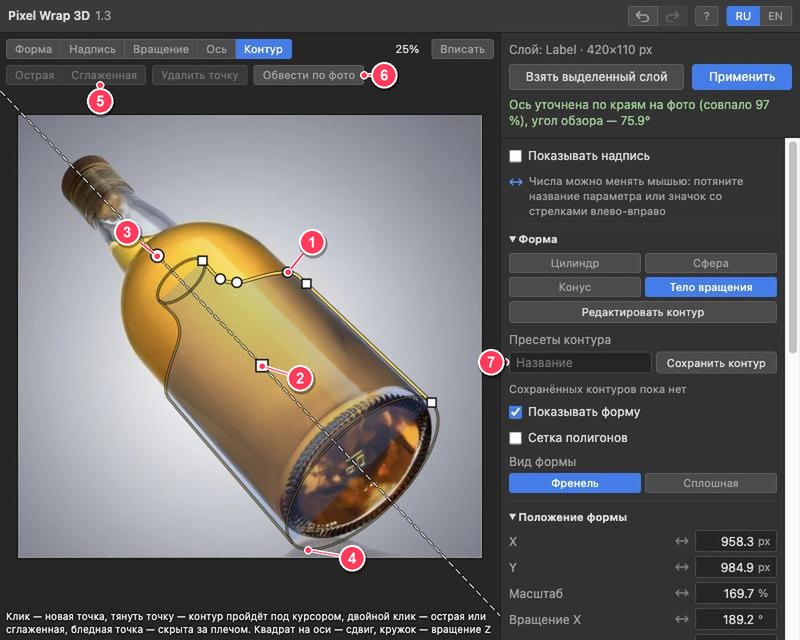 Pixel Wrap 3D 1.3
? RU EN
Форма Надпись Вращение Ось Контур 25% Вписать
Острая Сглаженная Удалить точку Обвести по фото 6
5
3
1
2
4
Клик — новая точка, тянуть точку — контур пройдёт под курсором, двойной клик — острая или
сглаженная, бледная точка — скрыта за плечом. Квадрат на оси — сдвиг, кружок — вращение Z
Слой: Label · 420×110 px
Взять выделенный слой Применить
Ось уточнена по краям на фото (совпало 97
%), угол обзора — 75.9°
Показывать надпись
Числа можно менять мышью: потяните
название параметра или значок со
стрелками влево-вправо
Форма
Цилиндр Сфера
Конус Тело вращения
Редактировать контур
Пресеты контура
7 Название Сохранить контур
Сохранённых контуров пока нет
Показывать форму
Сетка полигонов
Вид формы
Френель Сплошная
Положение формы
X 958.3 px
Y 984.9 px
Масштаб 169.7 %
Вращение X 189.2 °